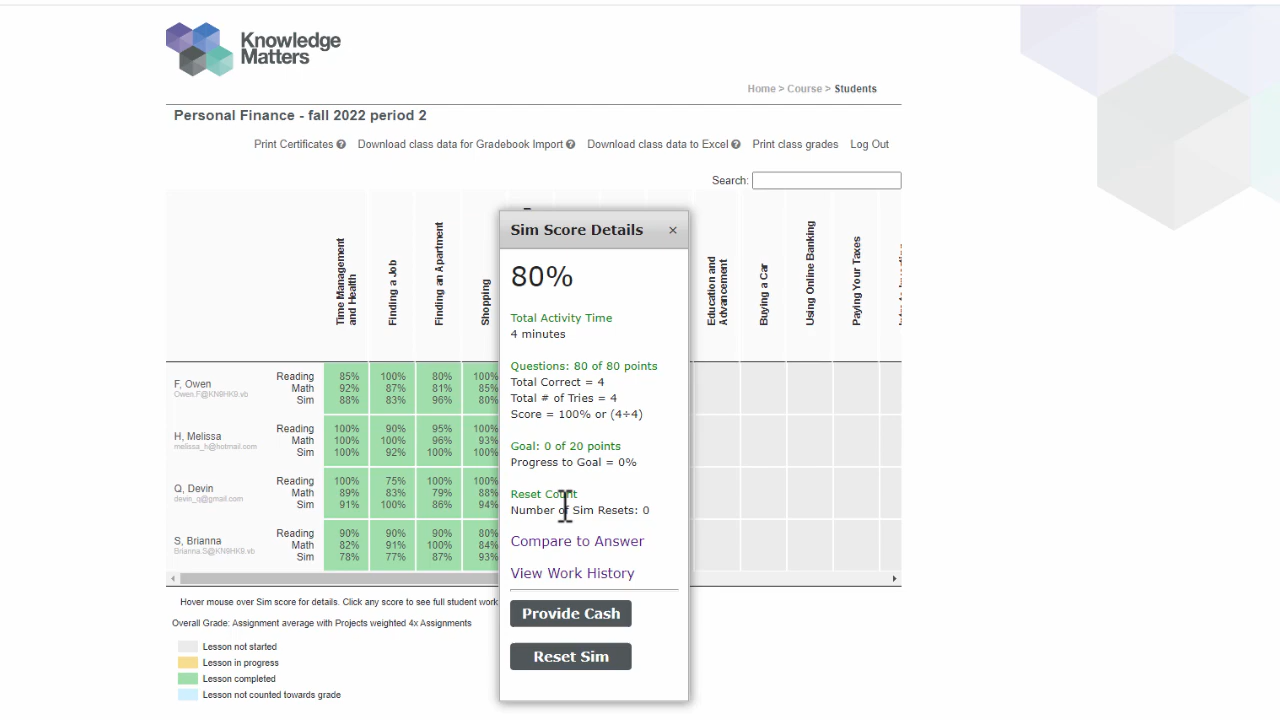 Knowledge
Matters
Home > Course > Students
Personal Finance - fall 2022 period 2
Print Certificates
Download class data for Gradebook Import
Download class data to Excel
Print class grades
Log Out
Search:
Time Management
and Health
Finding a Job
Finding an Apartment
Shopping
Education and
Advancement
Buying a Car
Using Online Banking
Paying Your Taxes
F, Owen
Owen.F@KN9HK9.vb
Reading 85% 100% 80% 100%
Math 92% 87% 81% 85%
Sim 88% 83% 96% 80%
H, Melissa
melissa_h@hotmail.com
Reading 100% 90% 95% 100%
Math 100% 100% 96% 93%
Sim 100% 92% 100% 100%
Q, Devin
devin_q@gmail.com
Reading 100% 75% 100% 100%
Math 89% 83% 79% 88%
Sim 91% 100% 86% 94%
S, Brianna
Brianna.S@KN9HK9.vb
Reading 90% 90% 90% 80%
Math 82% 91% 100% 84%
Sim 78% 77% 87% 93%
Sim Score Details ×
80%
Total Activity Time
4 minutes
Questions: 80 of 80 points
Total Correct = 4
Total # of Tries = 4
Score = 100% or (4÷4)
Goal: 0 of 20 points
Progress to Goal = 0%
Reset Count
Number of Sim Resets: 0
Compare to Answer
View Work History
Provide Cash
Reset Sim
Hover mouse over Sim score for details. Click any score to see full student work
Overall Grade: Assignment average with Projects weighted 4x Assignments
Lesson not started
Lesson in progress
Lesson completed
Lesson not counted towards grade